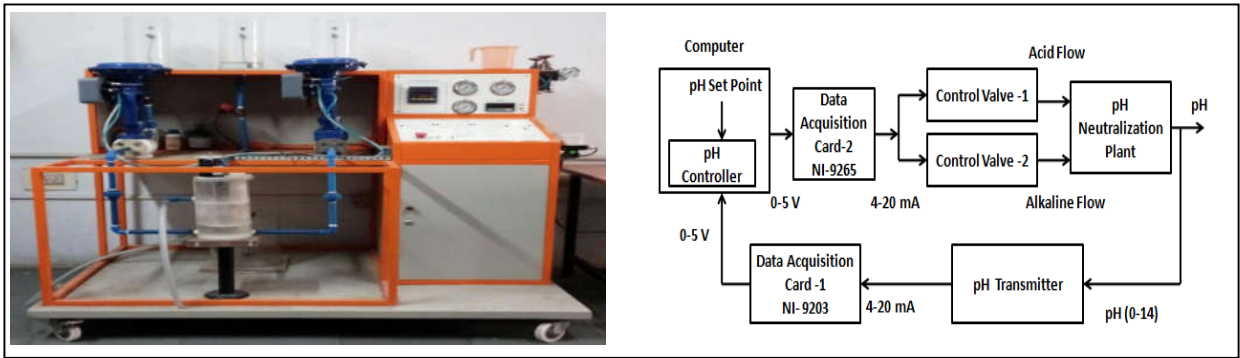 Computer
pH Set Point
pH
Controller
0-5 V
Data
Acquisition
Card-2
NI-9265
4-20 mA
Acid Flow
Control Valve -1
Control Valve -2
Alkaline Flow
pH
Neutralization
Plant
pH
0-5 V
Data Acquisition
Card -1
NI- 9203
4-20 mA
pH Transmitter
pH (0-14)